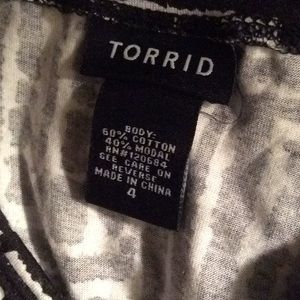 TORRID
BODY:
60% COTTON
40% MODAL
RN#120684
SEE CARE ON
REVERSE
MADE IN CHINA
4